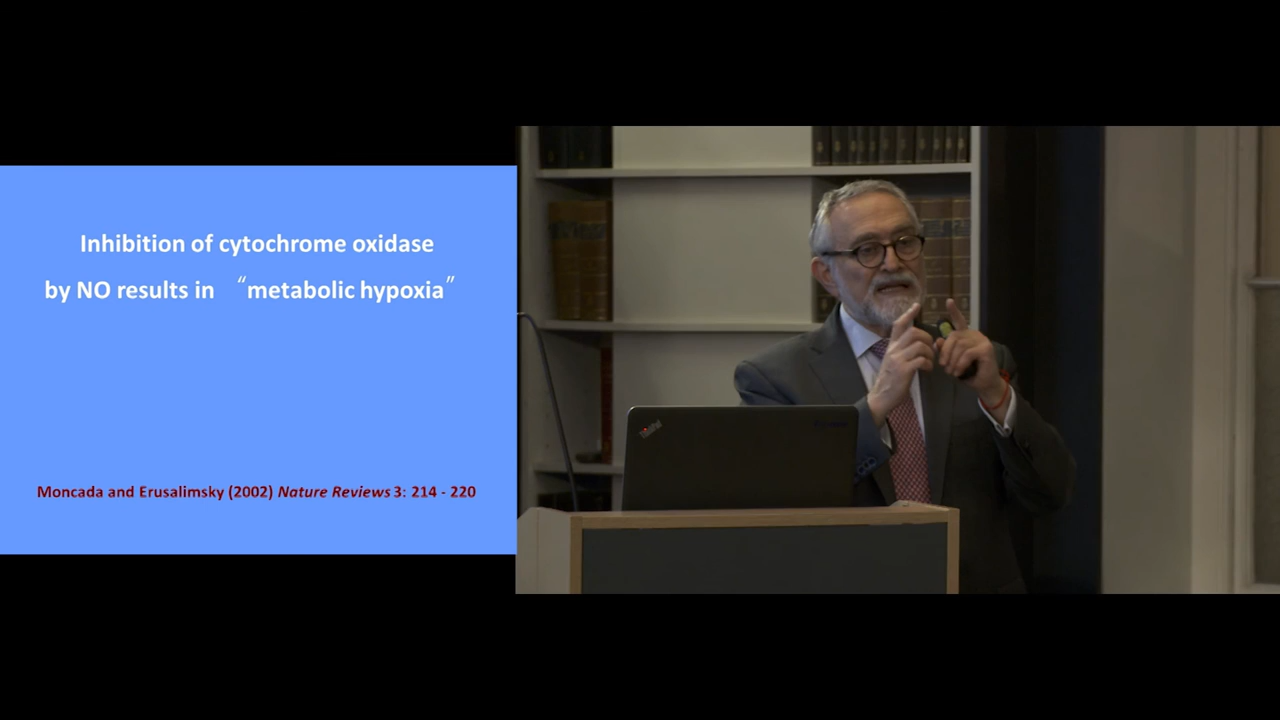 Inhibition of cytochrome oxidase
by NO results in “metabolic hypoxia”
Moncada and Erusalimsky (2002) Nature Reviews 3: 214 - 220
ThinkPad